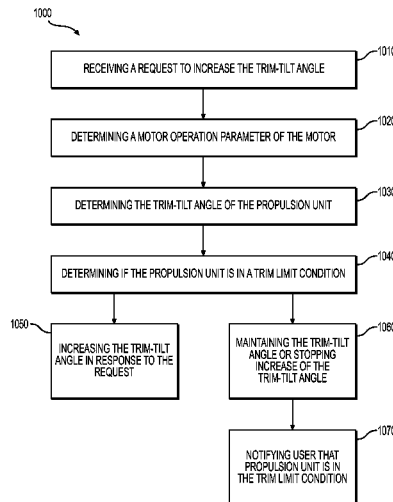 1000
RECEIVING A REQUEST TO INCREASE THE TRIM-TILT ANGLE
1010
DETERMINING A MOTOR OPERATION PARAMETER OF THE MOTOR
1020
DETERMINING THE TRIM-TILT ANGLE OF THE PROPULSION UNIT
1030
DETERMINING IF THE PROPULSION UNIT IS IN A TRIM LIMIT CONDITION
1040
1050
INCREASING THE TRIM-TILT
ANGLE IN RESPONSE TO THE
REQUEST
1060
MAINTAINING THE TRIM-TILT
ANGLE OR STOPPING
INCREASE OF THE
TRIM-TILT ANGLE
1070
NOTIFYING USER THAT
PROPULSION UNIT IS IN
THE TRIM LIMIT CONDITION